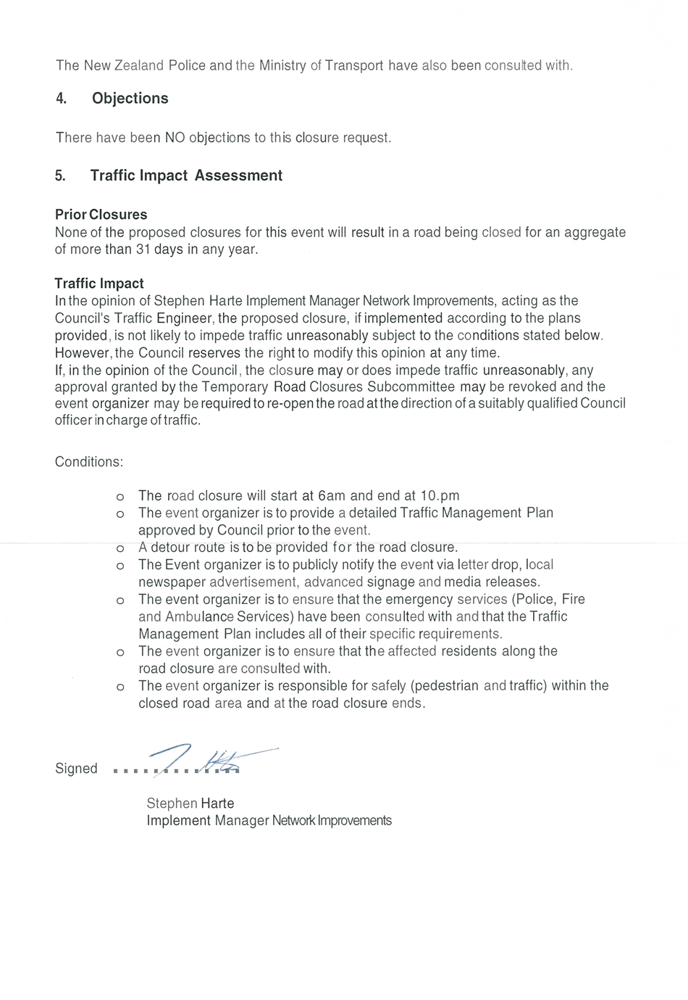 The New Zealand Police and the Ministry of Transport have also been consulted with.
4. Objections
There have been NO objections to this closure request.
5. Traffic Impact Assessment
Prior Closures
None of the proposed closures for this event will result in a road being closed for an aggregate
of more than 31 days in any year.
Traffic Impact
In the opinion of Stephen Harte Implement Manager Network Improvements, acting as the
Council's Traffic Engineer, the proposed closure, if implemented according to the plans
provided, is not likely to impede traffic unreasonably subject to the conditions stated below.
However, the Council reserves the right to modify this opinion at any time.
If, in the opinion of the Council, the closure may or does impede traffic unreasonably, any
approval granted by the Temporary Road Closures Subcommittee may be revoked and the
event organizer may be required to re-open the road at the direction of a suitably qualified Council
officer in charge of traffic.
Conditions:
o The road closure will start at 6am and end at 10.pm
o The event organizer is to provide a detailed Traffic Management Plan
approved by Council prior to the event.
o A detour route is to be provided for the road closure.
o The Event organizer is to publicly notify the event via letter drop, local
newspaper advertisement, advanced signage and media releases.
o The event organizer is to ensure that the emergency services (Police, Fire
and Ambulance Services) have been consulted with and that the Traffic
Management Plan includes all of their specific requirements.
o The event organizer is to ensure that the affected residents along the
road closure are consulted with.
o The event organizer is responsible for safely (pedestrian and traffic) within the
closed road area and at the road closure ends.
Signed .............
Stephen Harte
Implement Manager Network Improvements